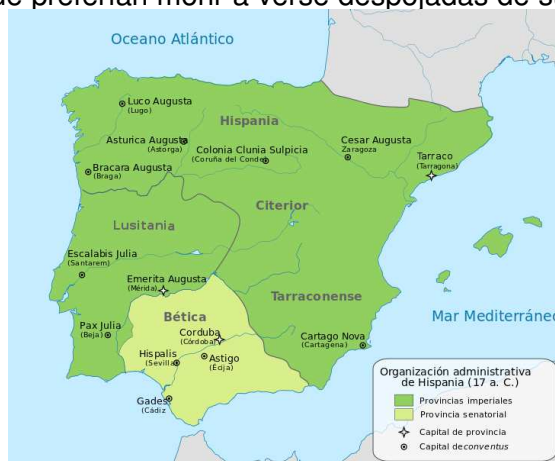 preferían morir a verse despojadas de
Oceano Atlántico
Luco Augusta
(Lugo)
Hispania
Asturica Augusta
(Astorga)
Colonia Clunia Sulpicia
(Coruña del Conde)
Cesar Augusta
Zaragoza
Tarraco
(Tarragona)
Bracara Augusta
(Braga)
Citerior
Lusitania
Escalabis Julia
(Santarem)
Emerita Augusta
(Mérida)
Tarraconense
Bética
Mar Mediterráneo
Pax Julia
(Beja)
Corduba
(Córdoba)
Cartago Nova
(Cartagena)
Hispalis
(Sevilla)
Astigo
(Écija)
Gades
(Cádiz
Organización administrativa
de Hispania (17 a. C.)
Provincias imperiales
Provincia senatorial
Capital de provincia
Capital deconventus